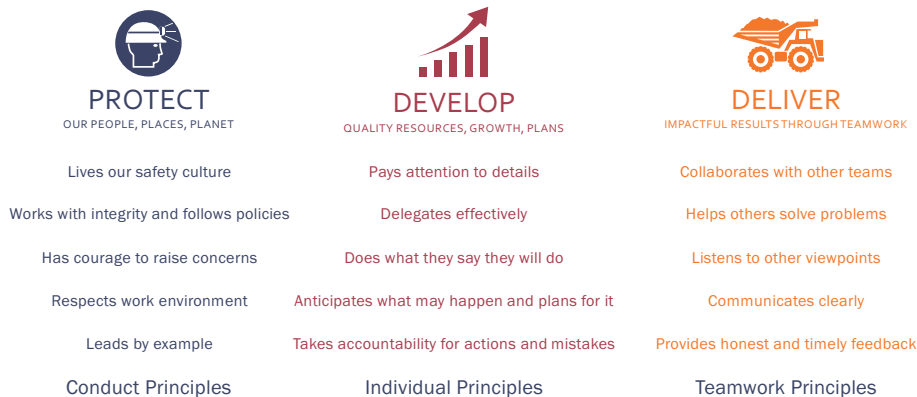 PROTECT
OUR PEOPLE, PLACES, PLANET
Lives our safety culture
Works with integrity and follows policies
Has courage to raise concerns
Respects work environment
Leads by example
Conduct Principles
DEVELOP
QUALITY RESOURCES, GROWTH, PLANS
Pays attention to details
Delegates effectively
Does what they say they will do
Anticipates what may happen and plans for it
Takes accountability for actions and mistakes
Individual Principles
DELIVER
IMPACTFUL RESULTS THROUGH TEAMWORK
Collaborates with other teams
Helps others solve problems
Listens to other viewpoints
Communicates clearly
Provides honest and timely feedback
Teamwork Principles